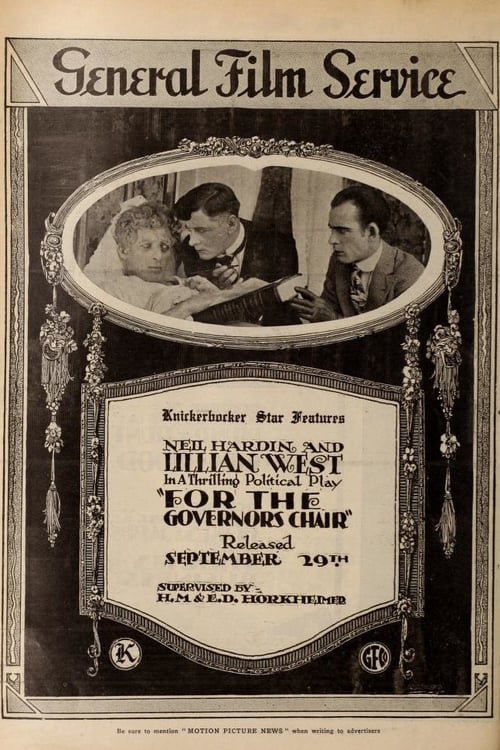 General Film Service
Knickerbocker Star Features
NEIL HARDIN AND
LILLIAN WEST
In A Thrilling Political Play
"FOR THE
GOVERNORS CHAIR"
Released
SEPTEMBER 29TH
SUPERVISED BY
H.M & E.D. HORKHEIMER
K
GFC
Be sure to mention "MOTION PICTURE NEWS" when writing to advertisers